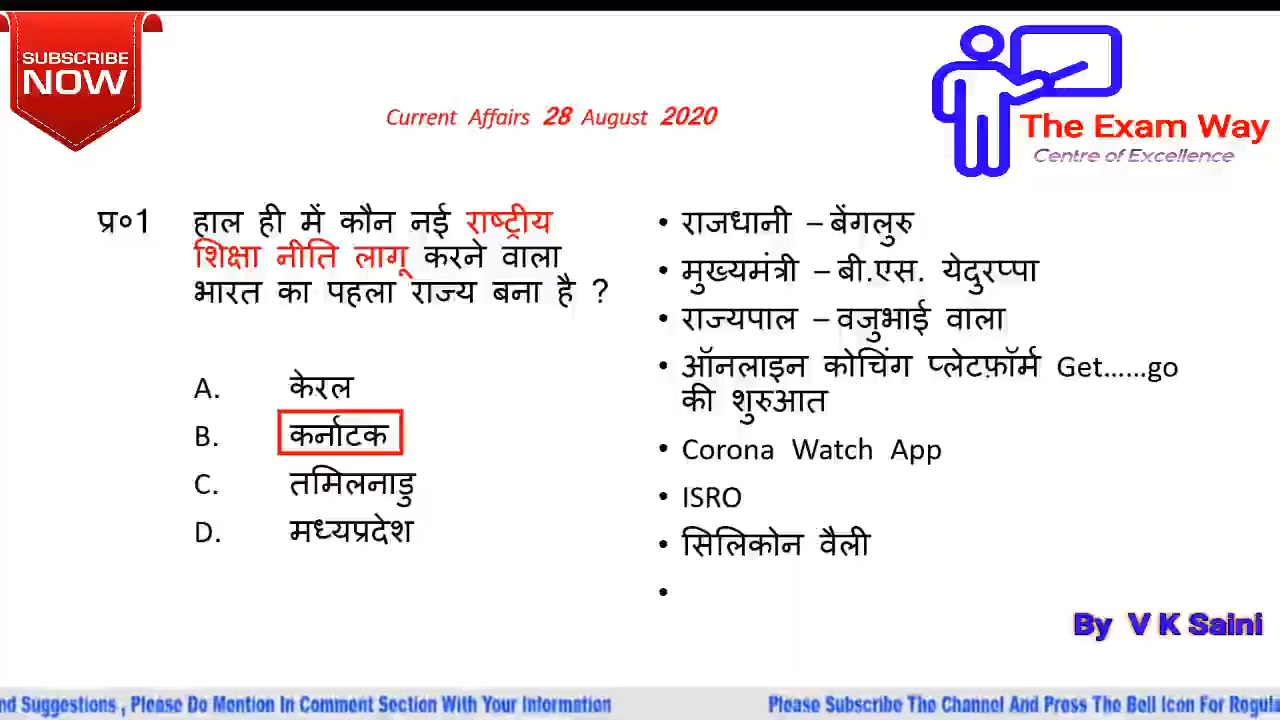 SUBSCRIBE
NOW
Current Affairs 28 August 2020
The Exam Way
Centre of Excellence
प्र०1 हाल ही में कौन नई राष्ट्रीय
शिक्षा नीति लागू करने वाला
भारत का पहला राज्य बना है ?
A. केरल
B. कर्नाटक
C. तमिलनाडु
D. मध्यप्रदेश
• राजधानी – बेंगलुरु
• मुख्यमंत्री – बी.एस. येदुरप्पा
• राज्यपाल – वजुभाई वाला
• ऑनलाइन कोचिंग प्लेटफ़ॉर्म Get......go
की शुरुआत
• Corona Watch App
• ISRO
• सिलिकोन वैली
•
By V K Saini
nd Suggestions , Please Do Mention In Comment Section With Your Information
Please Subscribe The Channel And Press The Bell Icon For Regula